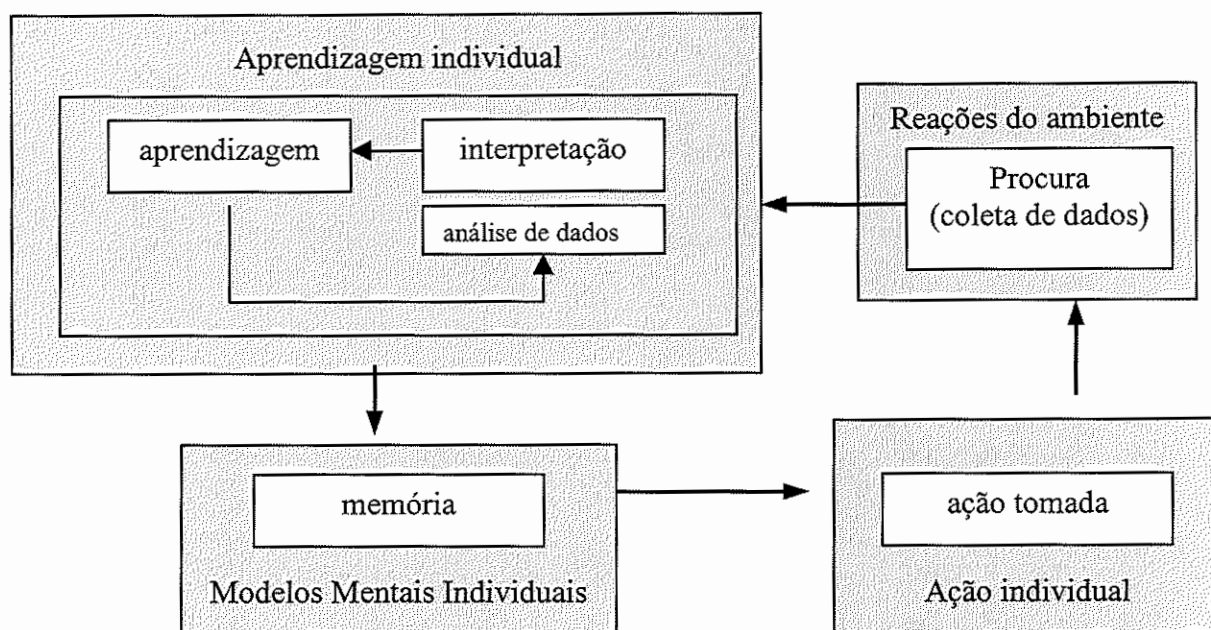 Aprendizagem individual
aprendizagem
interpretação
análise de dados
Reações do ambiente
Procura
(coleta de dados)
memória
Modelos Mentais Individuais
ação tomada
Ação individual